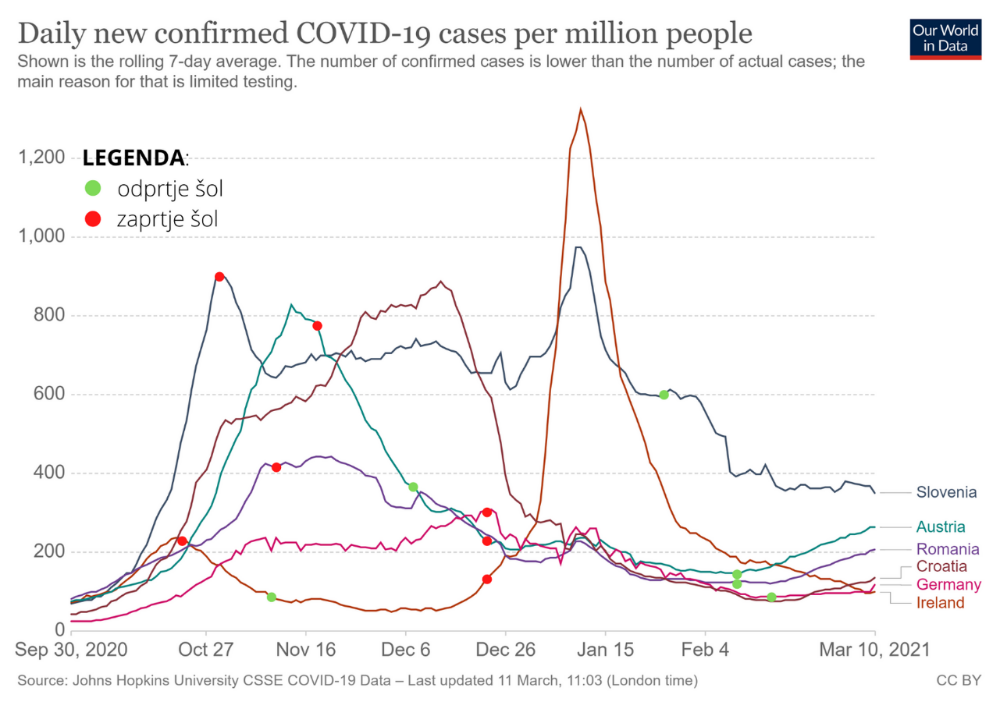 Daily new confirmed COVID-19 cases per million people
Our World
in Data
Shown is the rolling 7-day average. The number of confirmed cases is lower than the number of actual cases; the
main reason for that is limited testing.
LEGENDA:
odprtje šol
zaprtje šol
1,200
1,000
800
600
400
200
0
Slovenia
Austria
Romania
Croatia
Germany
Ireland
Sep 30, 2020
Oct 27
Nov 16
Dec 6
Dec 26
Jan 15
Feb 4
Mar 10, 2021
Source: Johns Hopkins University CSSE COVID-19 Data – Last updated 11 March, 11:03 (London time)
CC BY